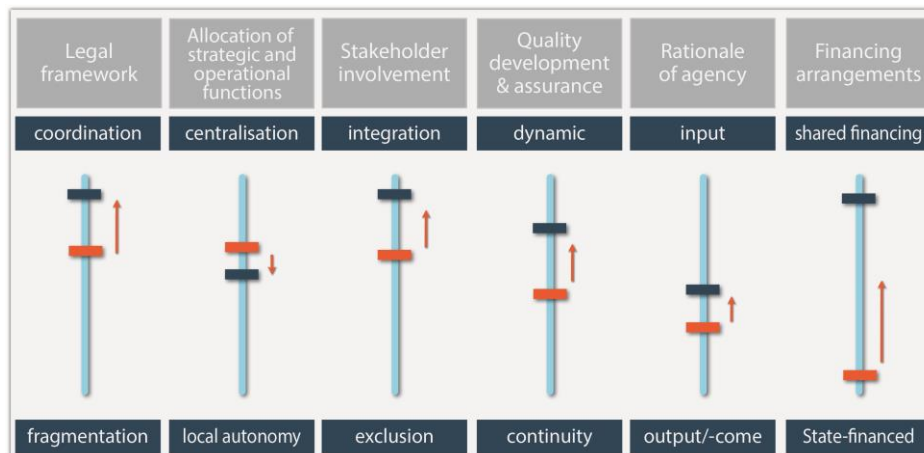 Legal
framework
Allocation of
strategic and
operational
functions
Stakeholder
involvement
Quality
development
& assurance
Rationale
of agency
Financing
arrangements
coordination
centralisation
integration
dynamic
input
shared financing
fragmentation
local autonomy
exclusion
continuity
output/-come
State-financed